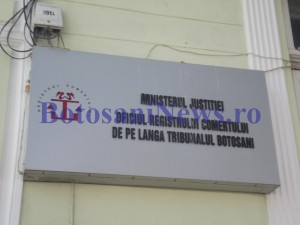 MINISTERUL JUSTITIEI
OFICIUL REGISTRULUI COMERTULUI
DE PE LANGA TRIBUNALUL BOTOSANI
BotosaniNews.ro